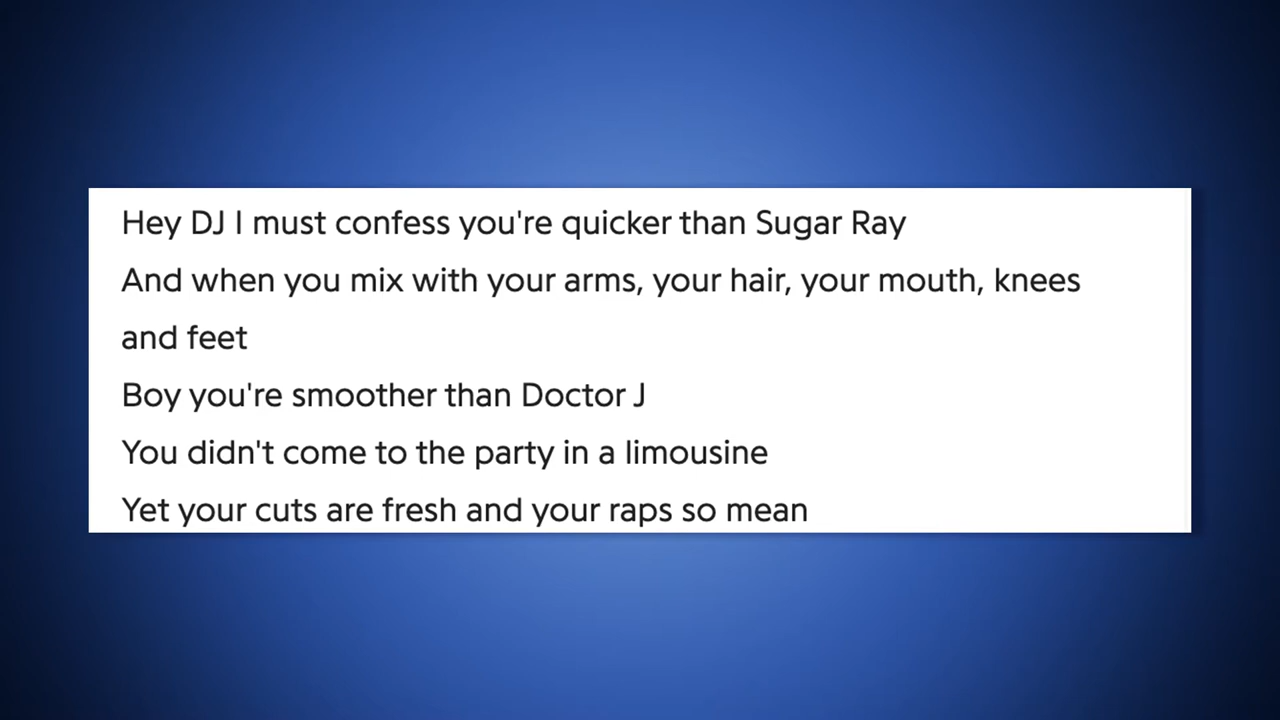 Hey DJ I must confess you're quicker than Sugar Ray
And when you mix with your arms, your hair, your mouth, knees
and feet
Boy you're smoother than Doctor J
You didn't come to the party in a limousine
Yet your cuts are fresh and your raps so mean